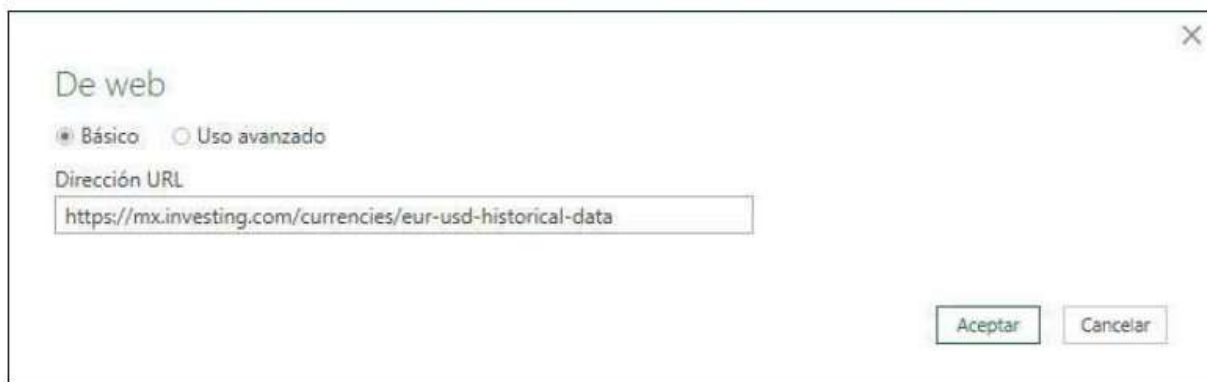 De web
Básico Uso avanzado
Dirección URL
https://mx.investing.com/currencies/eur-usd-historical-data
Aceptar Cancelar